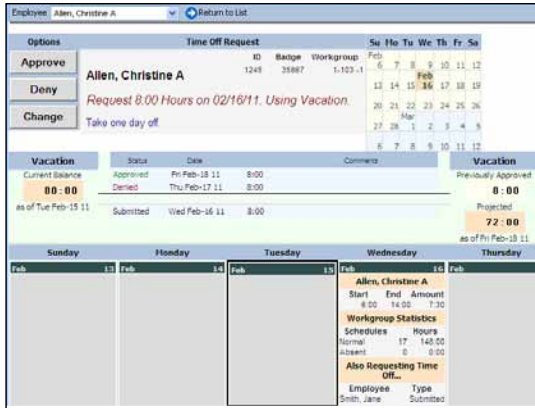 Employee Allen, Christine A Return to List
Options Time Off Request Su Mo Tu We Th Fr Sa
Approve
Deny
Change
ID Badge Workgroup
Allen, Christine A 1245 35867 1-103-1
Request 8:00 Hours on 02/16/11. Using Vacation.
Take one day off.
Feb
6 7 8 9 10 11 12
Feb
13 14 15 16 17 18 19
20 21 22 23 24 25 26
Mar
27 28 1 2 3 4 5
6 7 8 9 10 11 12
Vacation
Current Balance
80:00
as of Tue Feb-15 11
Status Date Comments
Approved Fri Feb-18 11 8:00
Denied Thu Feb-17 11 8:00
Submitted Wed Feb-16 11 8:00
Vacation
Previously Approved
8:00
Projected
72:00
as of Fri Feb-18 11
Sunday Monday Tuesday Wednesday Thursday
Feb 13 Feb 14 Feb 15 Feb 16 Feb
Allen, Christine A
Start End Amount
6:00 14:00 7:30
Workgroup Statistics
Schedules Hours
Normal 17 148:00
Absent 0 0:00
Also Requesting Time
Off...
Employee Type
Smith, Jane Submitted